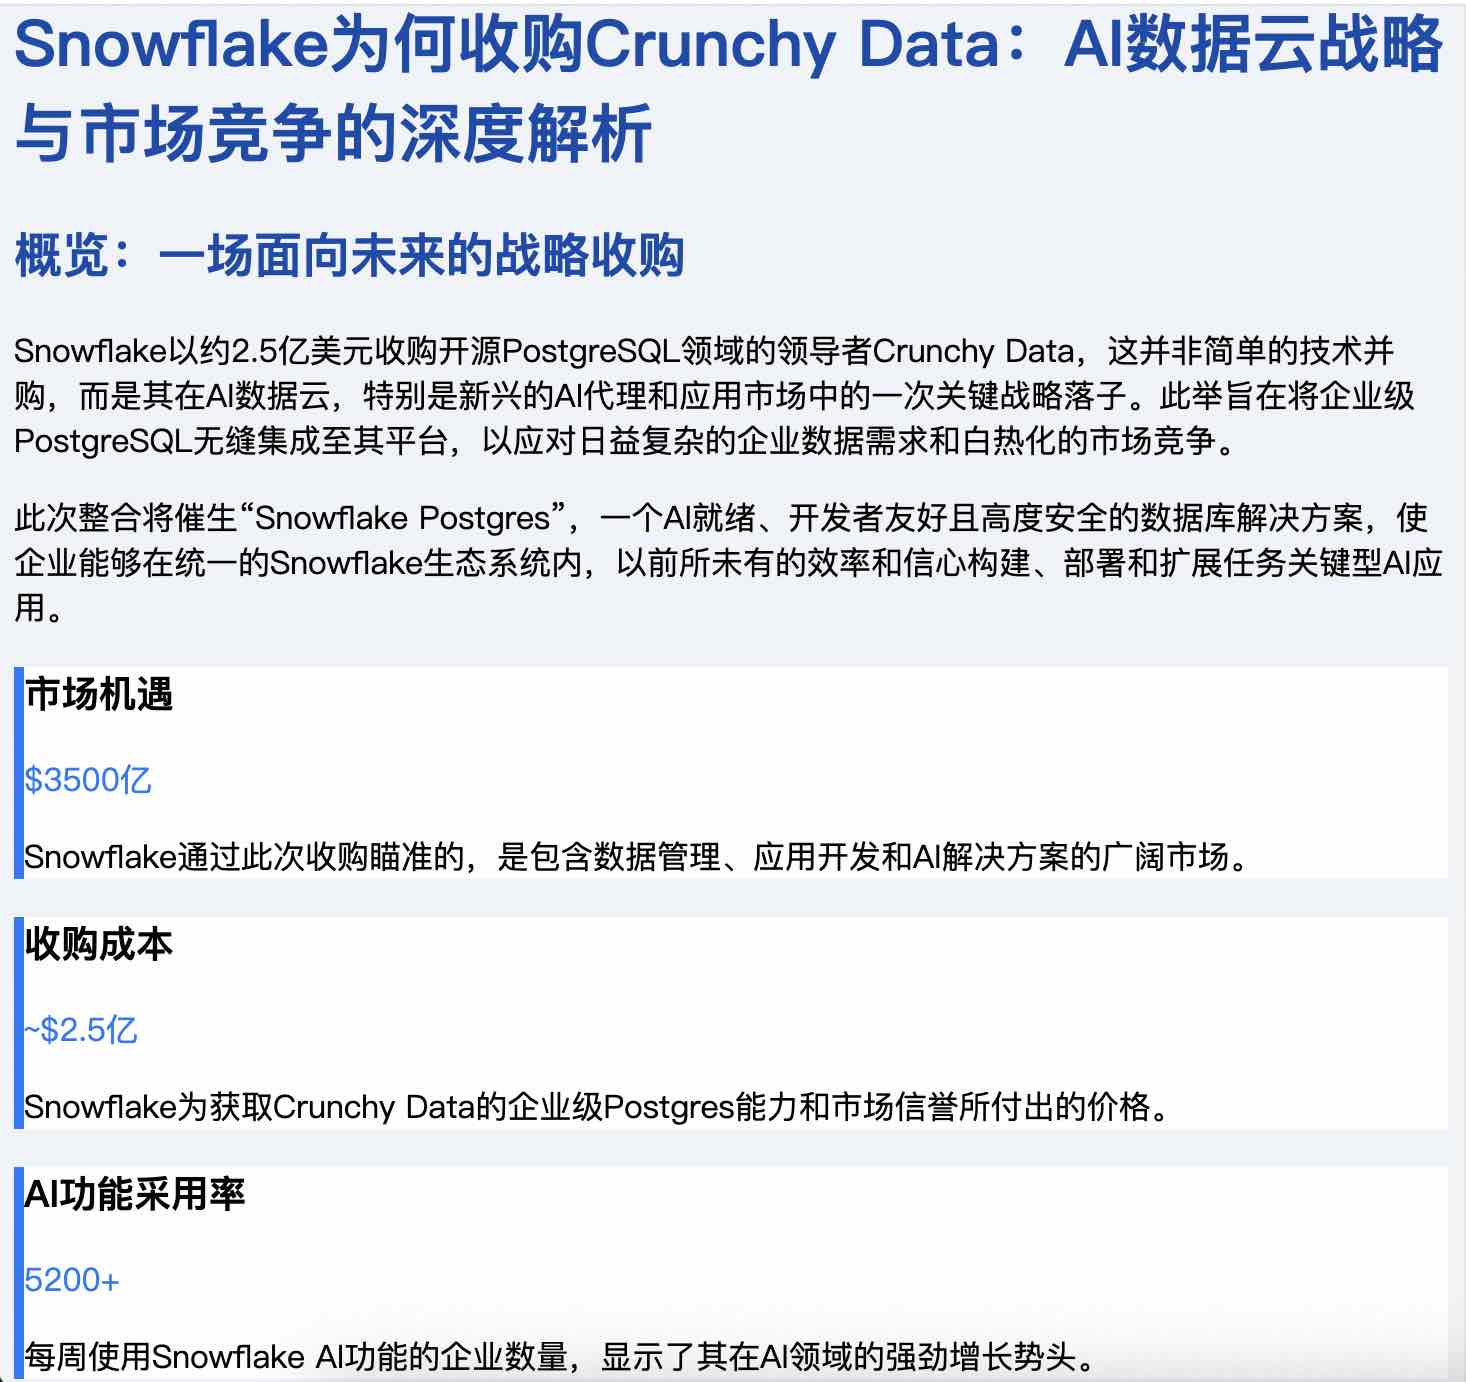 Snowflake为何收购Crunchy Data：AI数据云战略
与市场竞争的深度解析
概览：一场面向未来的战略收购
Snowflake以约2.5亿美元收购开源PostgreSQL领域的领导者Crunchy Data，这并非简单的技术并
购，而是其在AI数据云，特别是新兴的AI代理和应用市场中的一次关键战略落子。此举旨在将企业级
PostgreSQL无缝集成至其平台，以应对日益复杂的企业数据需求和白热化的市场竞争。
此次整合将催生“Snowflake Postgres”，一个AI就绪、开发者友好且高度安全的数据库解决方案，使
企业能够在统一的Snowflake生态系统内，以前所未有的效率和信心构建、部署和扩展任务关键型AI应
用。
市场机遇
$3500亿
Snowflake通过此次收购瞄准的，是包含数据管理、应用开发和AI解决方案的广阔市场。
收购成本
~$2.5亿
Snowflake为获取Crunchy Data的企业级Postgres能力和市场信誉所付出的价格。
AI功能采用率
5200+
每周使用Snowflake AI功能的企业数量，显示了其在AI领域的强劲增长势头。